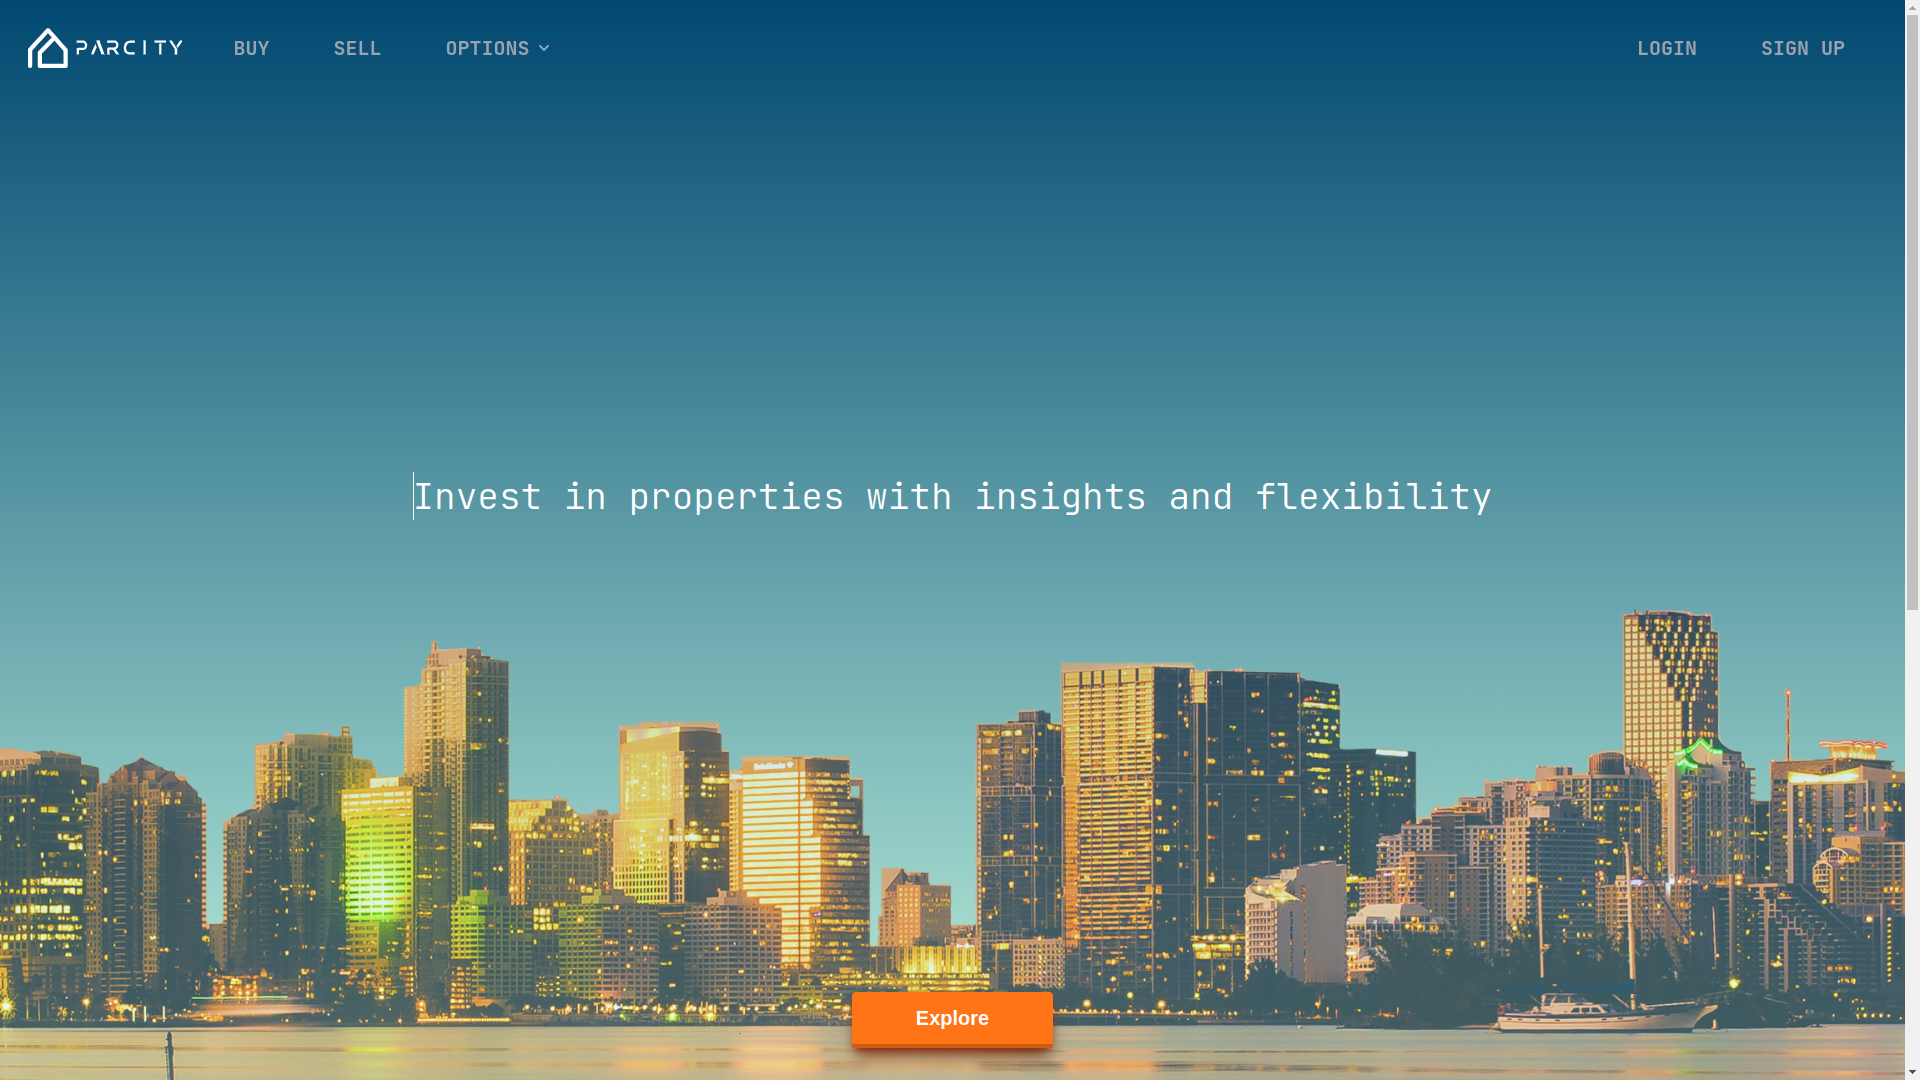 PARCITY
BUY
SELL
OPTIONS
LOGIN
SIGN UP
Invest in properties with insights and flexibility
Explore